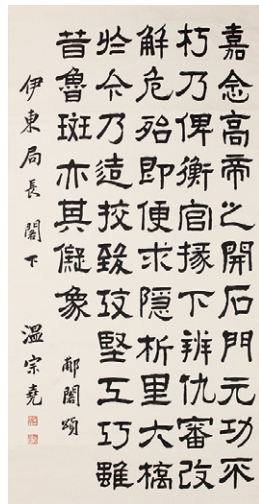 嘉念高帝之開石門元功不
朽乃俾衡官掾下辨仇審改
解危殆即便求隱析里大橋
於今乃造挍致攻堅工巧雖
昔魯斑亦其儗象 郙閣頌
伊東局長閣下 溫宗堯